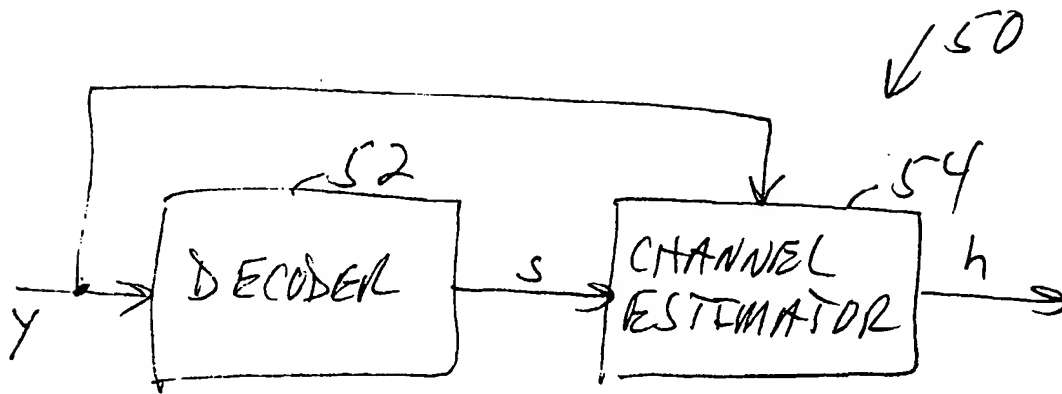 50
52
54
DECODER
s
CHANNEL
ESTIMATOR
h
y